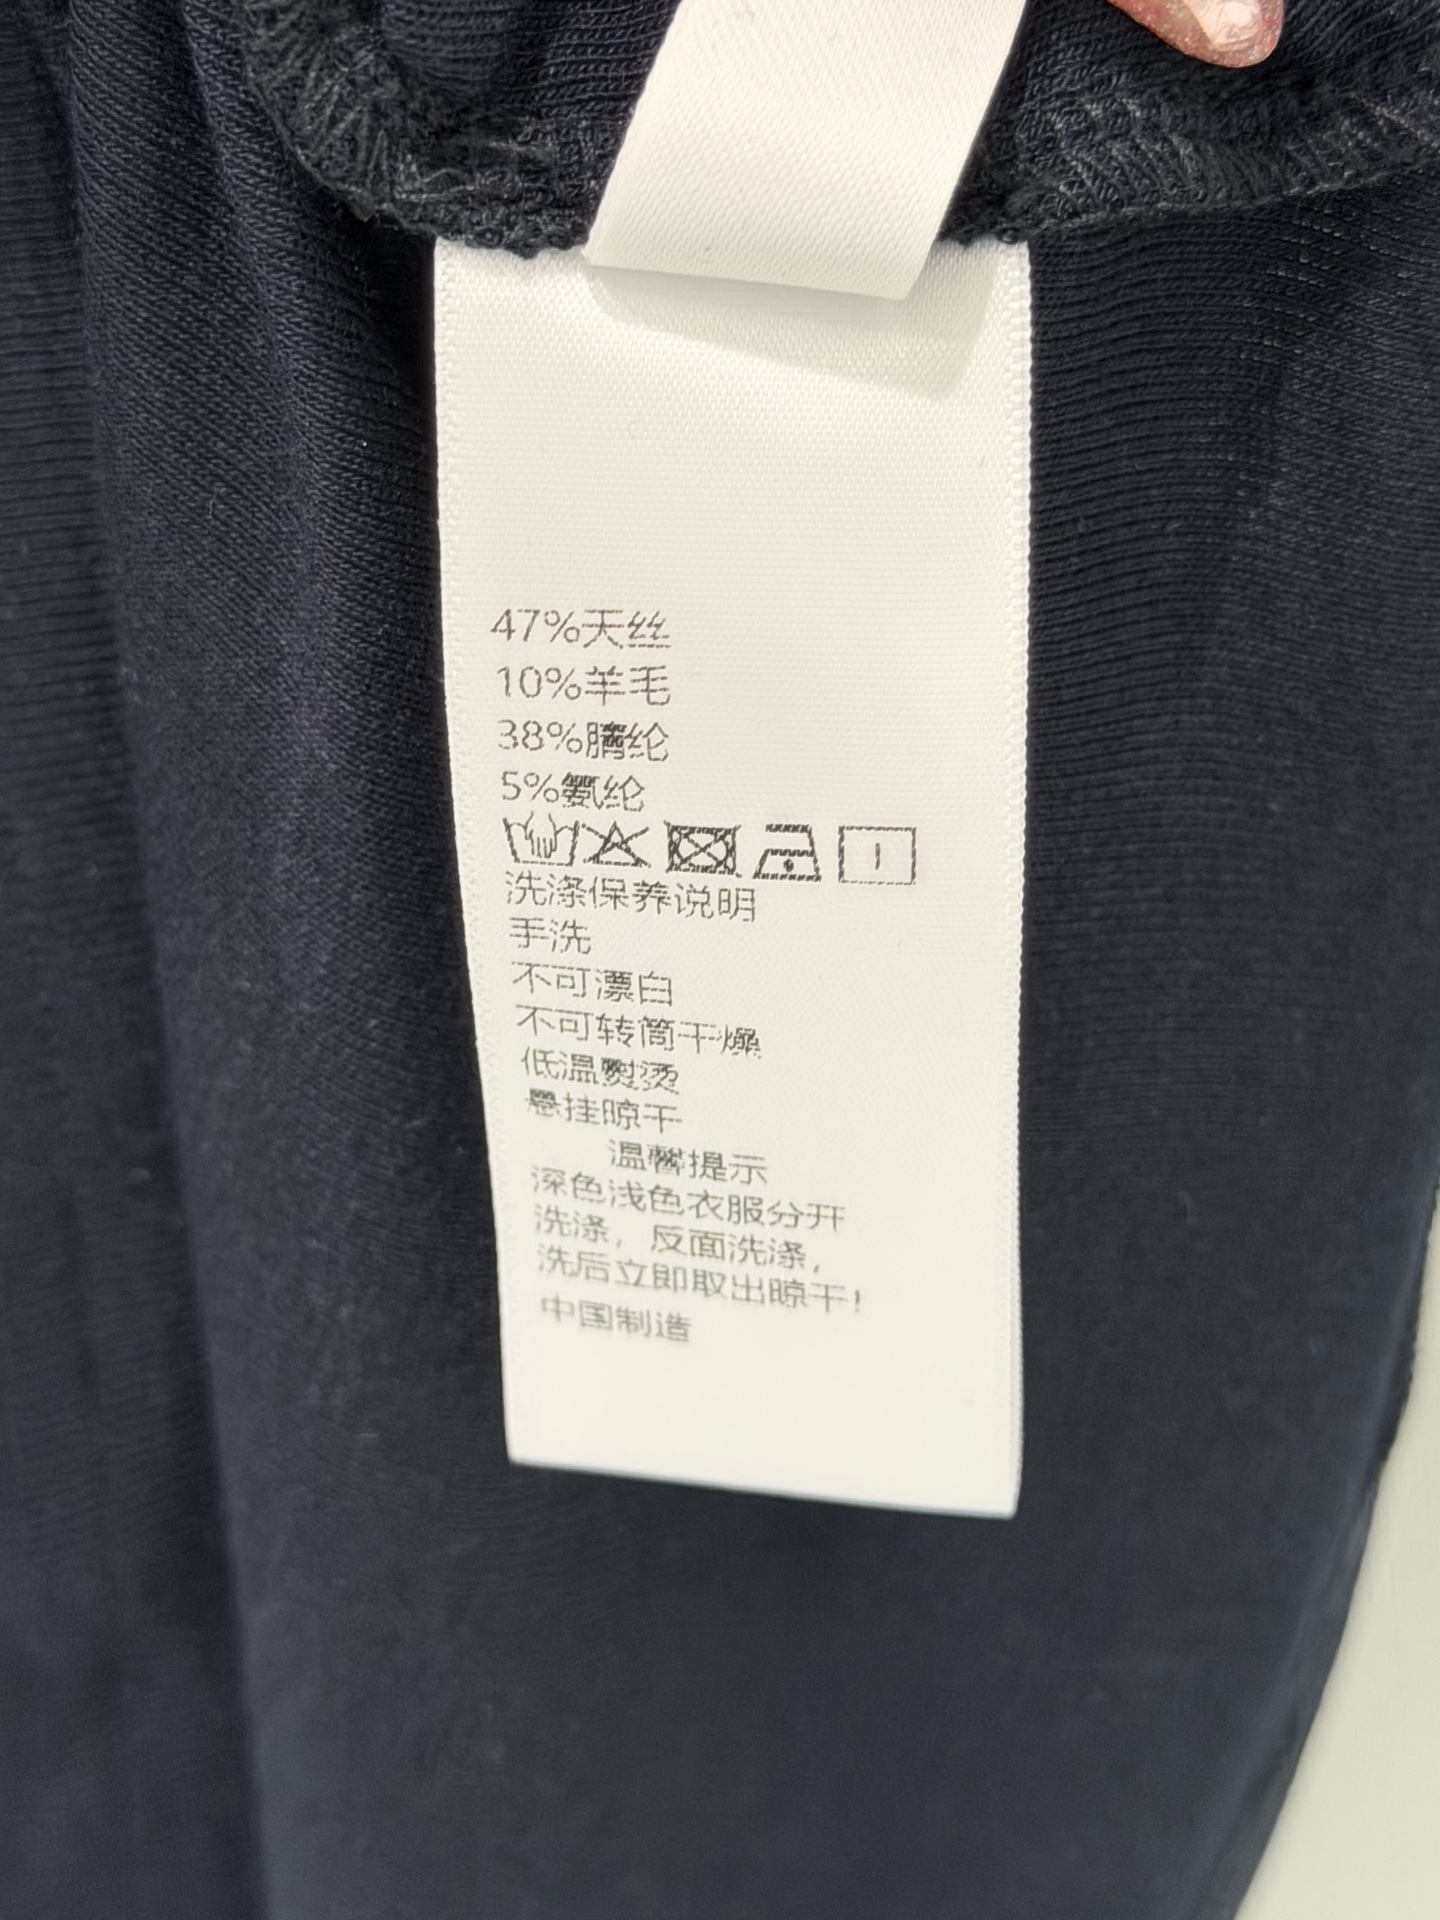 47%天丝
10%羊毛
38%腈纶
5%氨纶
洗涤保养说明
手洗
不可漂白
不可转筒干燥
低温熨烫
悬挂晾干
温馨提示
深色浅色衣服分开
洗涤，反面洗涤，
洗后立即取出晾干！
中国制造